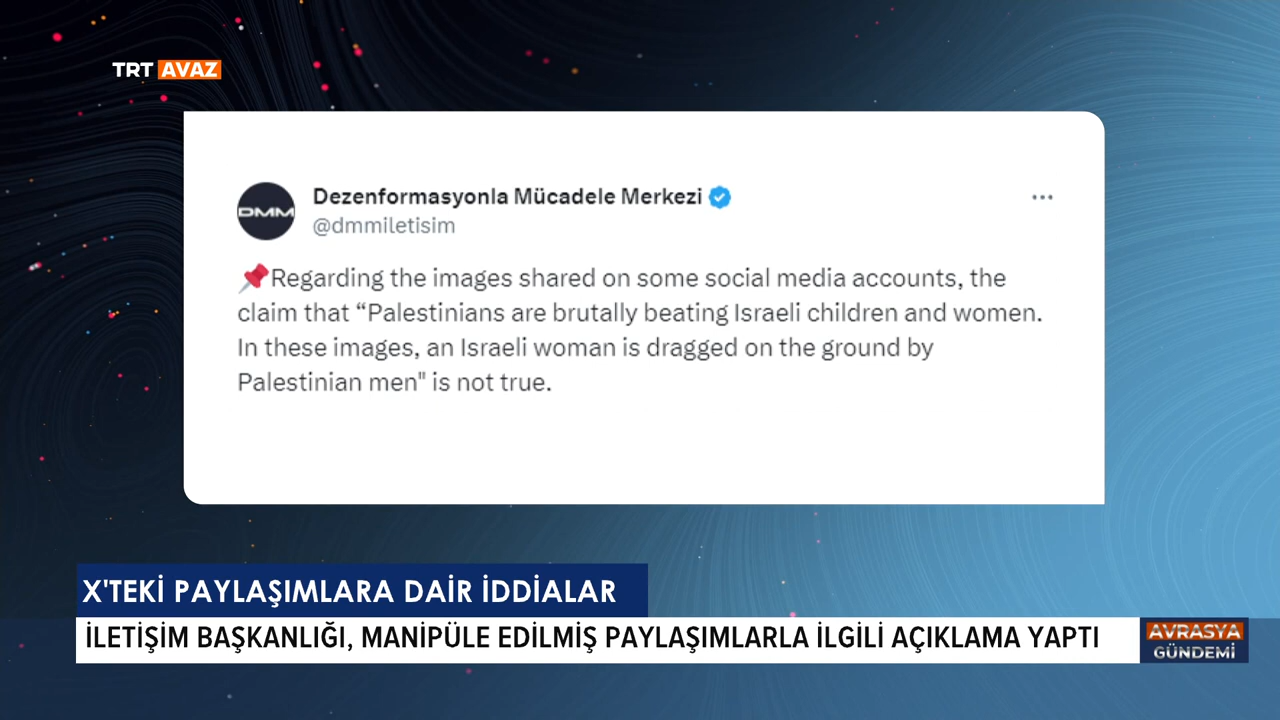 TRT AVAZ
DMM
Dezenformasyonla Mücadele Merkezi
@dmmiletisim
📌Regarding the images shared on some social media accounts, the
claim that “Palestinians are brutally beating Israeli children and women.
In these images, an Israeli woman is dragged on the ground by
Palestinian men" is not true.
X'TEKİ PAYLAŞIMLARA DAİR İDDİALAR
İLETİŞİM BAŞKANLIĞI, MANİPÜLE EDİLMİŞ PAYLAŞIMLARLA İLGİLİ AÇIKLAMA YAPTI
AVRASYA
GÜNDEMİ